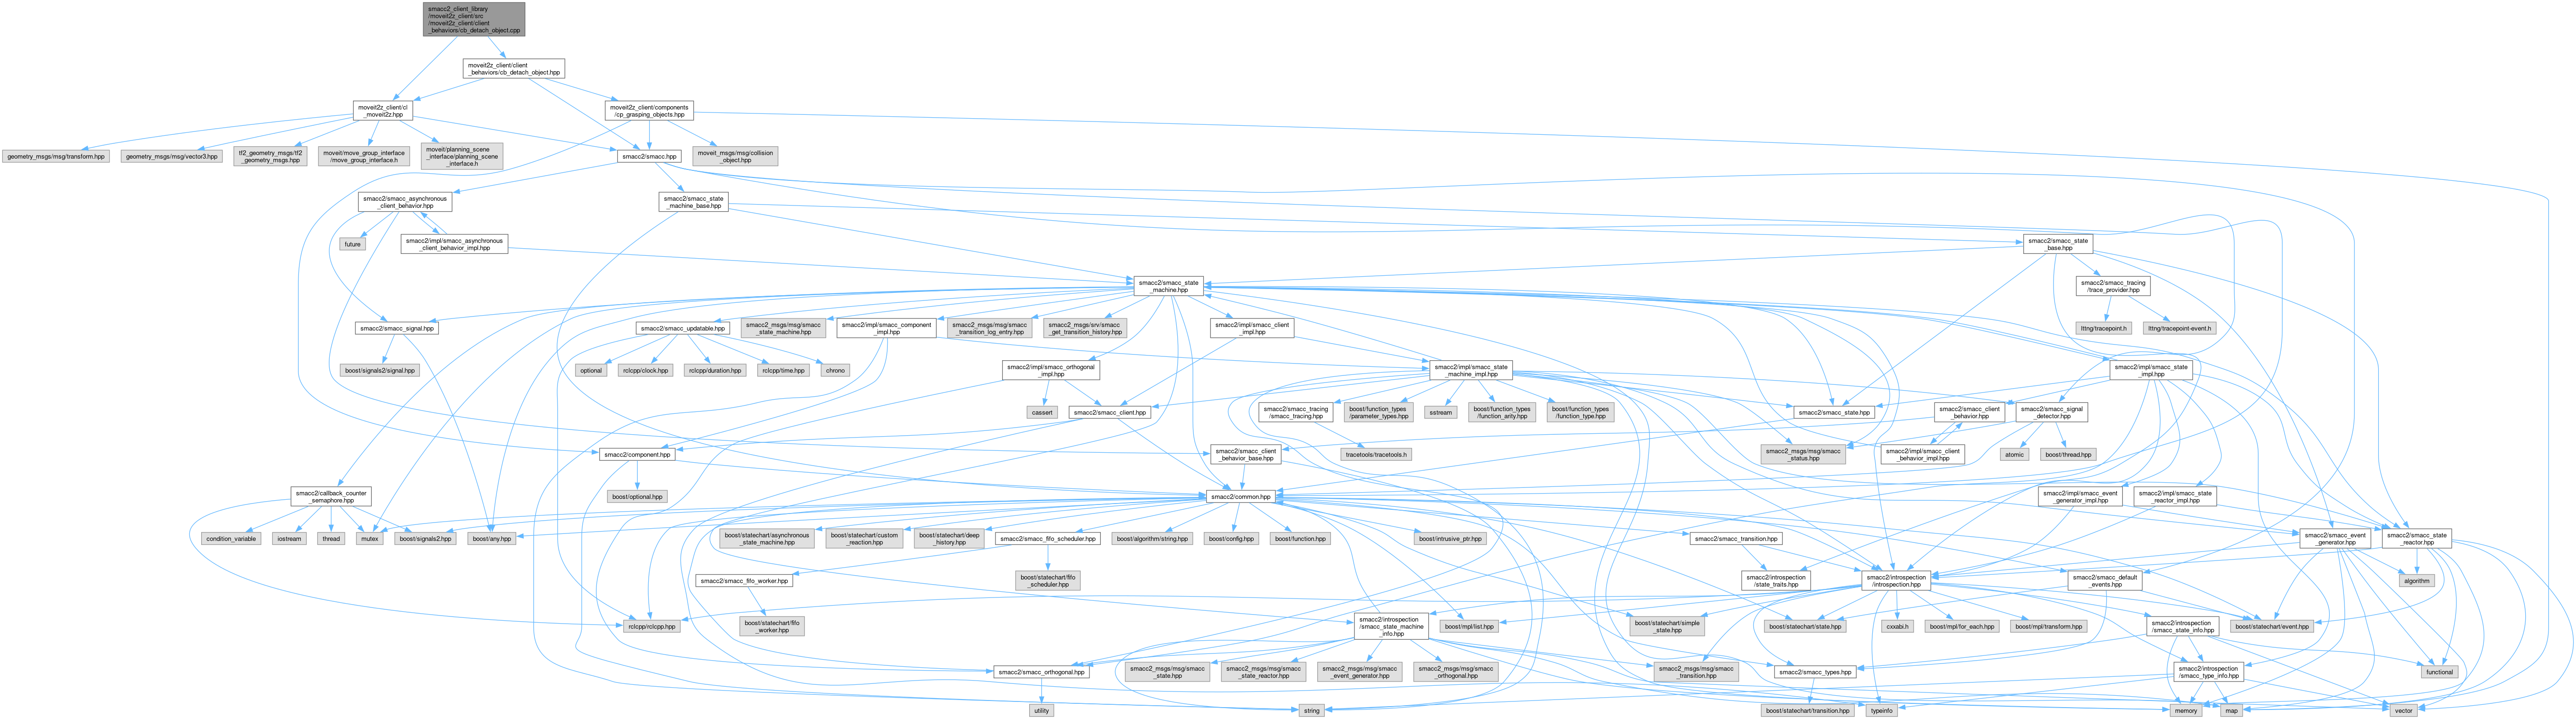 smacc2_client_library
/moveit2z_client/src
/moveit2z_client/client
_behaviors/cb_detach_object.cpp
moveit2z_client/client
_behaviors/cb_detach_object.hpp
moveit2z_client/cl
_moveit2z.hpp
moveit2z_client/components
/cp_grasping_objects.hpp
geometry_msgs/msg/transform.hpp
geometry_msgs/msg/vector3.hpp
tf2_geometry_msgs/tf2
_geometry_msgs.hpp
moveit/move_group_interface
/move_group_interface.h
moveit/planning_scene
_interface/planning_scene
_interface.h
smacc2/smacc.hpp
moveit_msgs/msg/collision
_object.hpp
smacc2/smacc_asynchronous
_client_behavior.hpp
smacc2/smacc_state
_machine_base.hpp
future
smacc2/impl/smacc_asynchronous
_client_behavior_impl.hpp
smacc2/smacc_state
_base.hpp
smacc2/smacc_state
_machine.hpp
smacc2/smacc_tracing
/trace_provider.hpp
smacc2/smacc_signal.hpp
smacc2/smacc_updatable.hpp
smacc2_msgs/msg/smacc
_state_machine.hpp
smacc2/impl/smacc_component
_impl.hpp
smacc2_msgs/msg/smacc
_transition_log_entry.hpp
smacc2_msgs/srv/smacc
_get_transition_history.hpp
smacc2/impl/smacc_client
_impl.hpp
lttng/tracepoint.h
lttng/tracepoint-event.h
boost/signals2/signal.hpp
optional
rclcpp/clock.hpp
rclcpp/duration.hpp
rclcpp/time.hpp
chrono
smacc2/impl/smacc_orthogonal
_impl.hpp
smacc2/impl/smacc_state
_machine_impl.hpp
smacc2/impl/smacc_state
_impl.hpp
cassert
smacc2/smacc_client.hpp
smacc2/smacc_tracing
/smacc_tracing.hpp
boost/function_types
/parameter_types.hpp
sstream
boost/function_types
/function_arity.hpp
boost/function_types
/function_type.hpp
smacc2/smacc_state.hpp
smacc2/smacc_client
_behavior.hpp
smacc2/smacc_signal
_detector.hpp
smacc2/component.hpp
smacc2/smacc_client
_behavior_base.hpp
tracetools/tracetools.h
smacc2_msgs/msg/smacc
_status.hpp
smacc2/impl/smacc_client
_behavior_impl.hpp
atomic
boost/thread.hpp
smacc2/callback_counter
_semaphore.hpp
boost/optional.hpp
smacc2/common.hpp
smacc2/impl/smacc_event
_generator_impl.hpp
smacc2/impl/smacc_state
_reactor_impl.hpp
condition_variable
iostream
thread
mutex
boost/signals2.hpp
boost/any.hpp
boost/statechart/asynchronous
_state_machine.hpp
boost/statechart/custom
_reaction.hpp
boost/statechart/deep
_history.hpp
smacc2/smacc_fifo_scheduler.hpp
boost/algorithm/string.hpp
boost/config.hpp
boost/function.hpp
boost/intrusive_ptr.hpp
smacc2/smacc_transition.hpp
smacc2/smacc_event
_generator.hpp
smacc2/smacc_state
_reactor.hpp
smacc2/smacc_fifo_worker.hpp
boost/statechart/fifo
_scheduler.hpp
smacc2/introspection
/state_traits.hpp
smacc2/introspection
/introspection.hpp
smacc2/smacc_default
_events.hpp
algorithm
rclcpp/rclcpp.hpp
boost/statechart/fifo
_worker.hpp
smacc2/introspection
/smacc_state_machine
_info.hpp
boost/mpl/list.hpp
boost/statechart/simple
_state.hpp
boost/statechart/state.hpp
cxxabi.h
boost/mpl/for_each.hpp
boost/mpl/transform.hpp
smacc2/introspection
/smacc_state_info.hpp
boost/statechart/event.hpp
smacc2/smacc_orthogonal.hpp
smacc2_msgs/msg/smacc
_state.hpp
smacc2_msgs/msg/smacc
_state_reactor.hpp
smacc2_msgs/msg/smacc
_event_generator.hpp
smacc2_msgs/msg/smacc
_orthogonal.hpp
smacc2_msgs/msg/smacc
_transition.hpp
smacc2/smacc_types.hpp
smacc2/introspection
/smacc_type_info.hpp
functional
utility
string
boost/statechart/transition.hpp
typeinfo
memory
map
vector